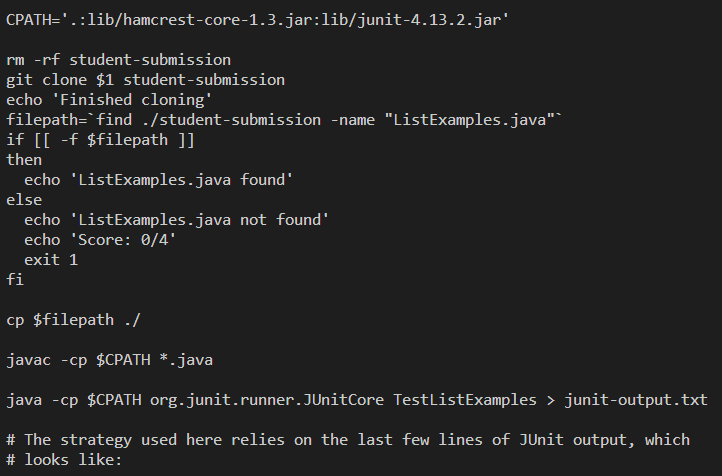 CPATH='.:lib/hamcrest-core-1.3.jar:lib/junit-4.13.2.jar'

rm -rf student-submission
git clone $1 student-submission
echo 'Finished cloning'
filepath=`find ./student-submission -name "ListExamples.java"`
if [[ -f $filepath ]]
then
  echo 'ListExamples.java found'
else
  echo 'ListExamples.java not found'
  echo 'Score: 0/4'
  exit 1
fi

cp $filepath ./

javac -cp $CPATH *.java

java -cp $CPATH org.junit.runner.JUnitCore TestListExamples > junit-output.txt

# The strategy used here relies on the last few lines of JUnit output, which
# looks like: